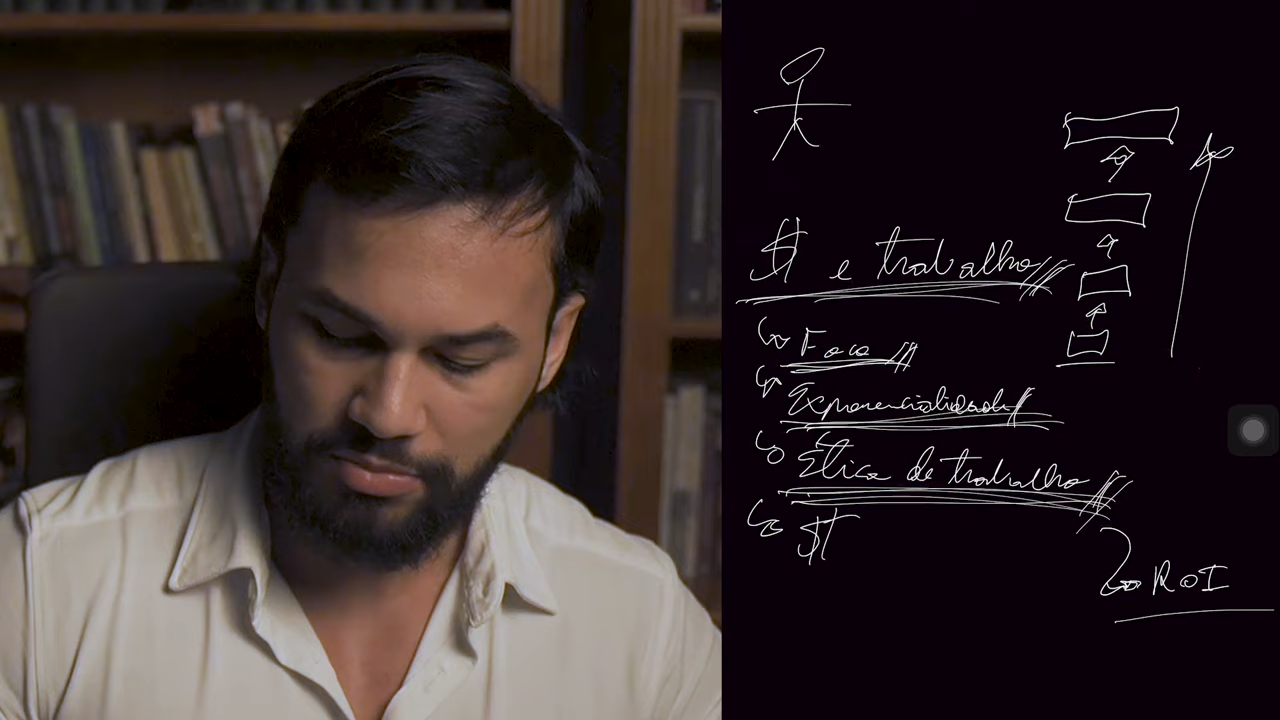 $ e trabalho
Foco
Exponencialidade
Ética de trabalho
$
ROI